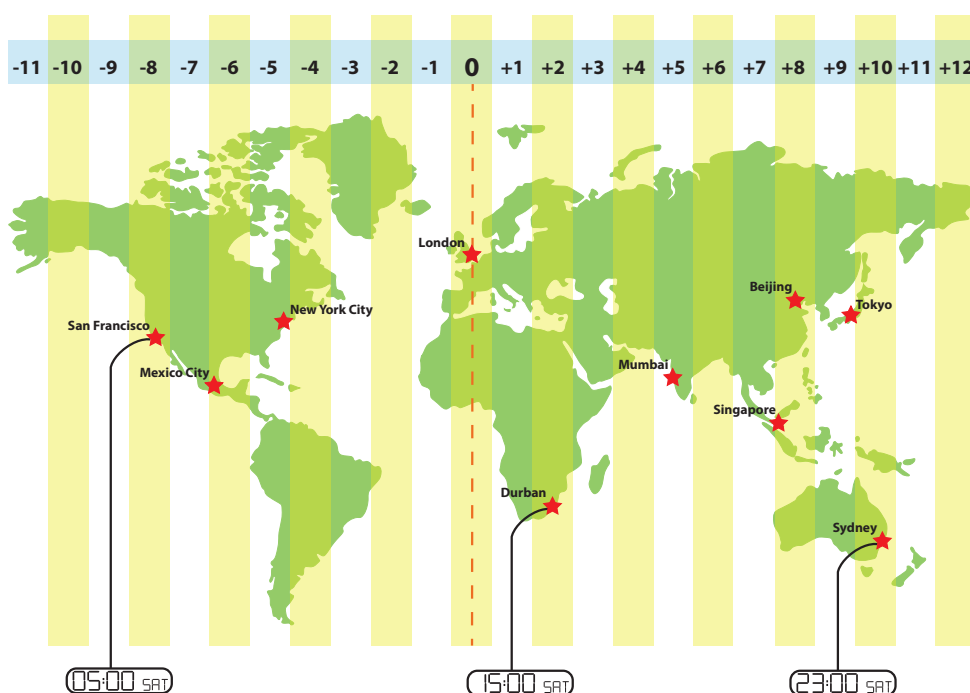 -11 -10 -9 -8 -7 -6 -5 -4 -3 -2 -1 0 +1 +2 +3 +4 +5 +6 +7 +8 +9 +10 +11 +12
London
Beijing
New York City
Tokyo
San Francisco
Mumbai
Mexico City
Singapore
Durban
Sydney
05:00 SAT
15:00 SAT
23:00 SAT